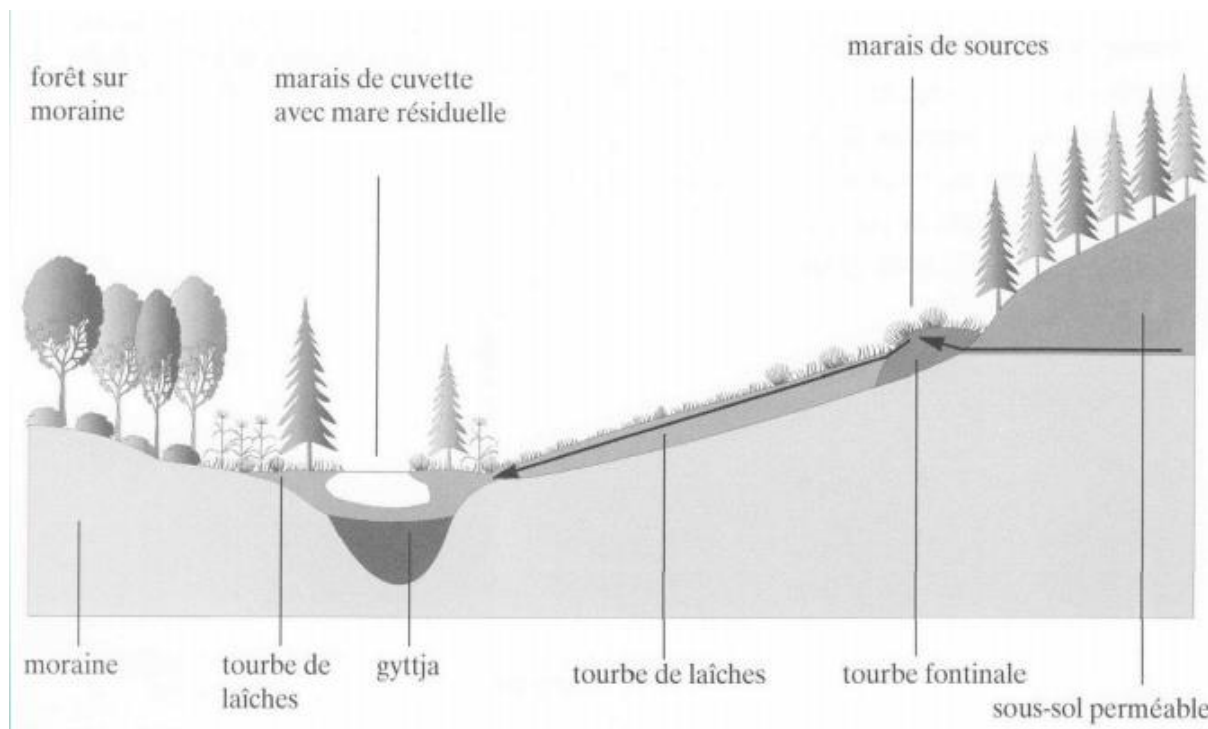 marais de sources
forêt sur
moraine
marais de cuvette
avec mare résiduelle
moraine
tourbe de
laîches
gyttja
tourbe de laîches
tourbe fontinale
sous-sol perméable